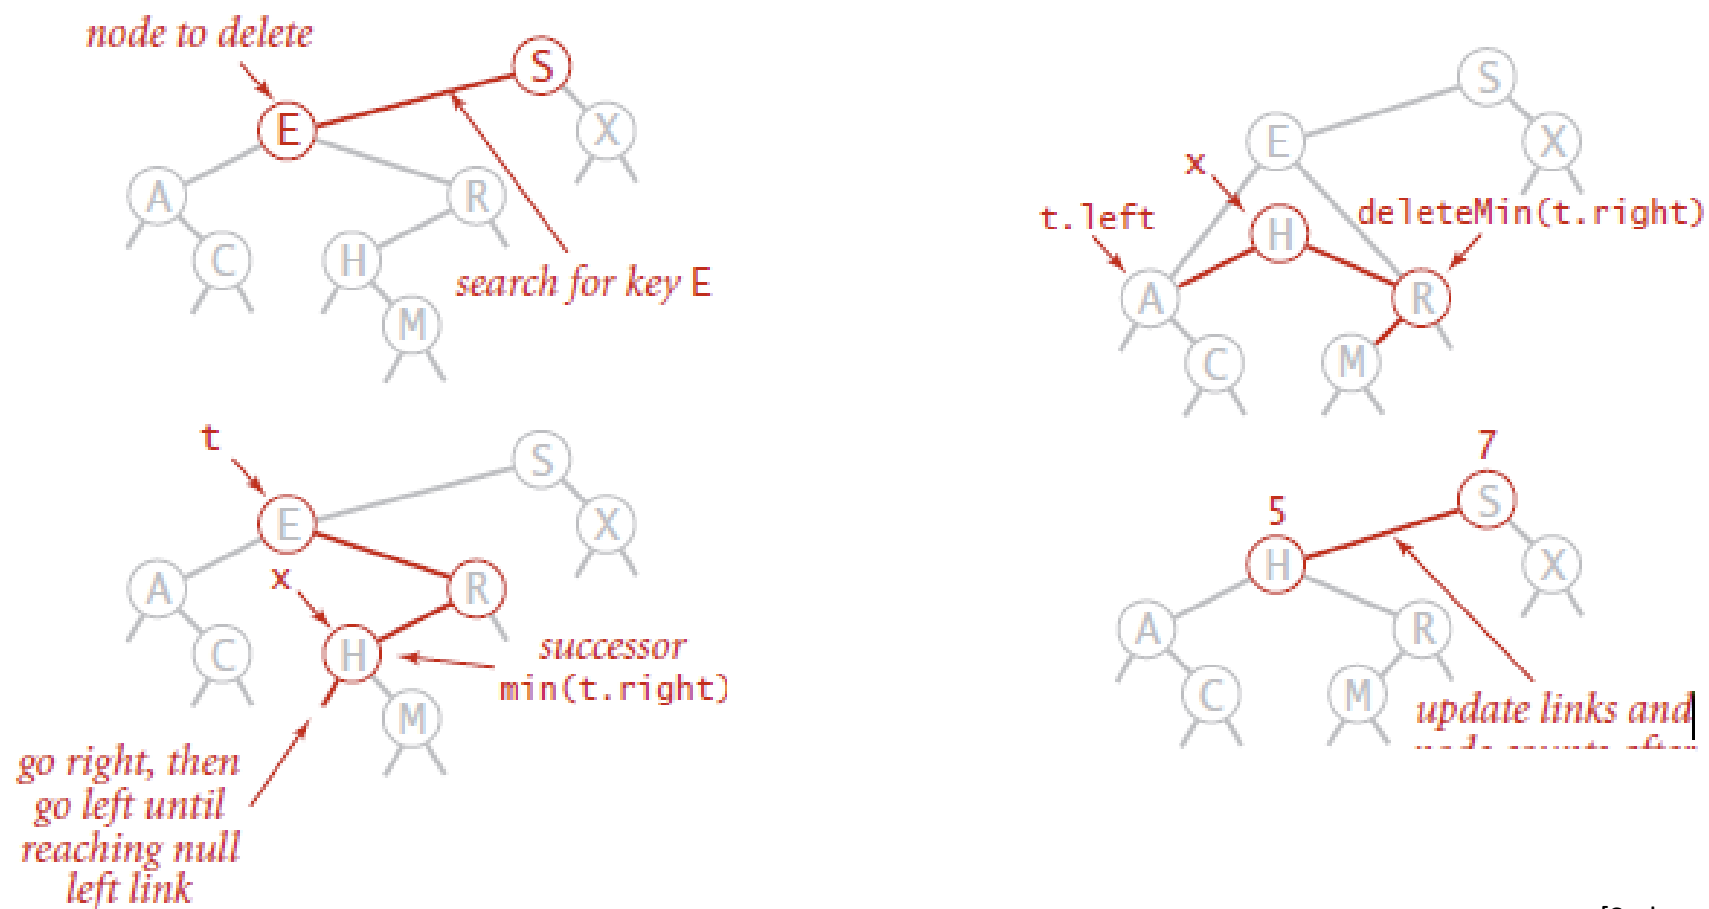 node to delete
S
E
X
A
R
C
H
M
search for key E
t
S
E
X
A
x
R
C
H
successor
min(t.right)
M
go right, then
go left until
reaching null
left link
S
E
X
x
t.left
H
deleteMin(t.right)
A
R
C
M
7
S
5
H
X
A
R
C
M
update links and